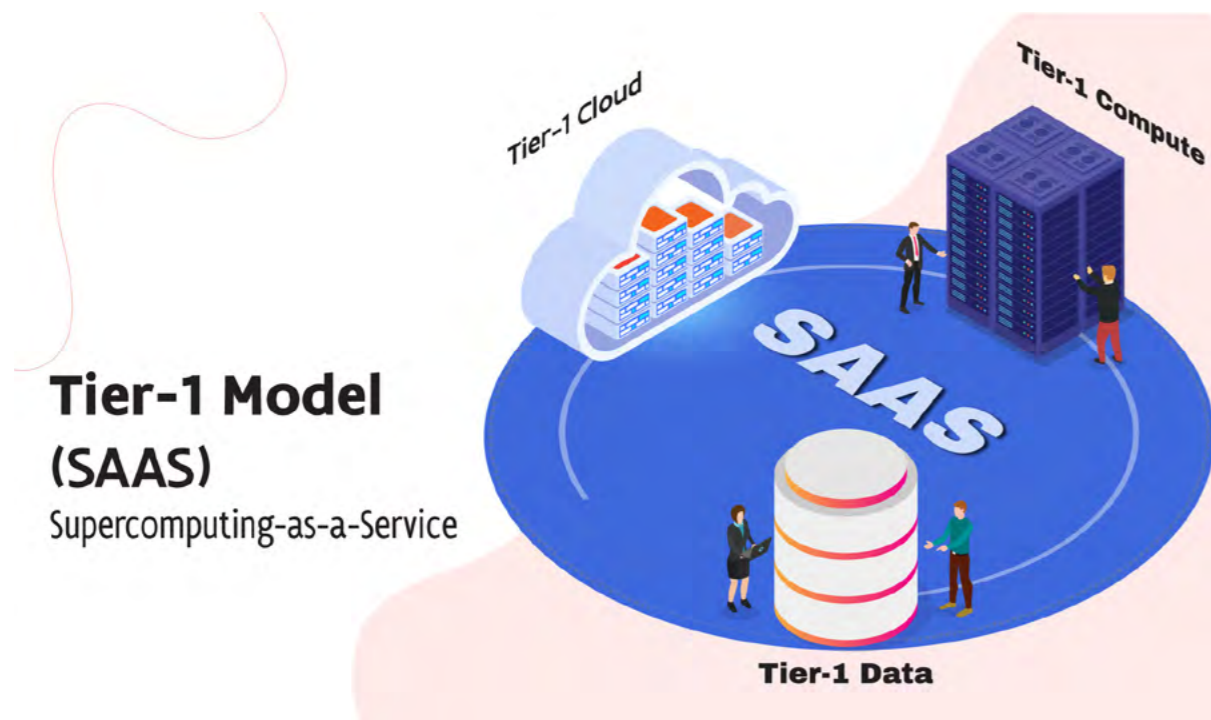 Tier-1 Cloud
Tier-1 Compute
SAAS
Tier-1 Model
(SAAS)
Supercomputing-as-a-Service
Tier-1 Data